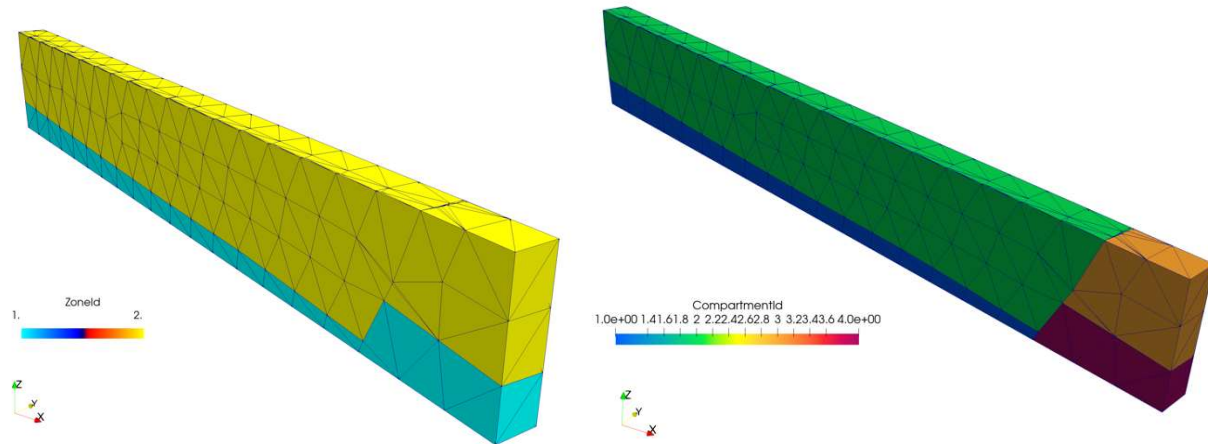 ZoneId
1. 2.
Z
Y
X
CompartmentId
1.0e+00 1.41.61.8 2 2.22.42.62.8 3 3.23.43.6 4.0e+00
Z
Y
X